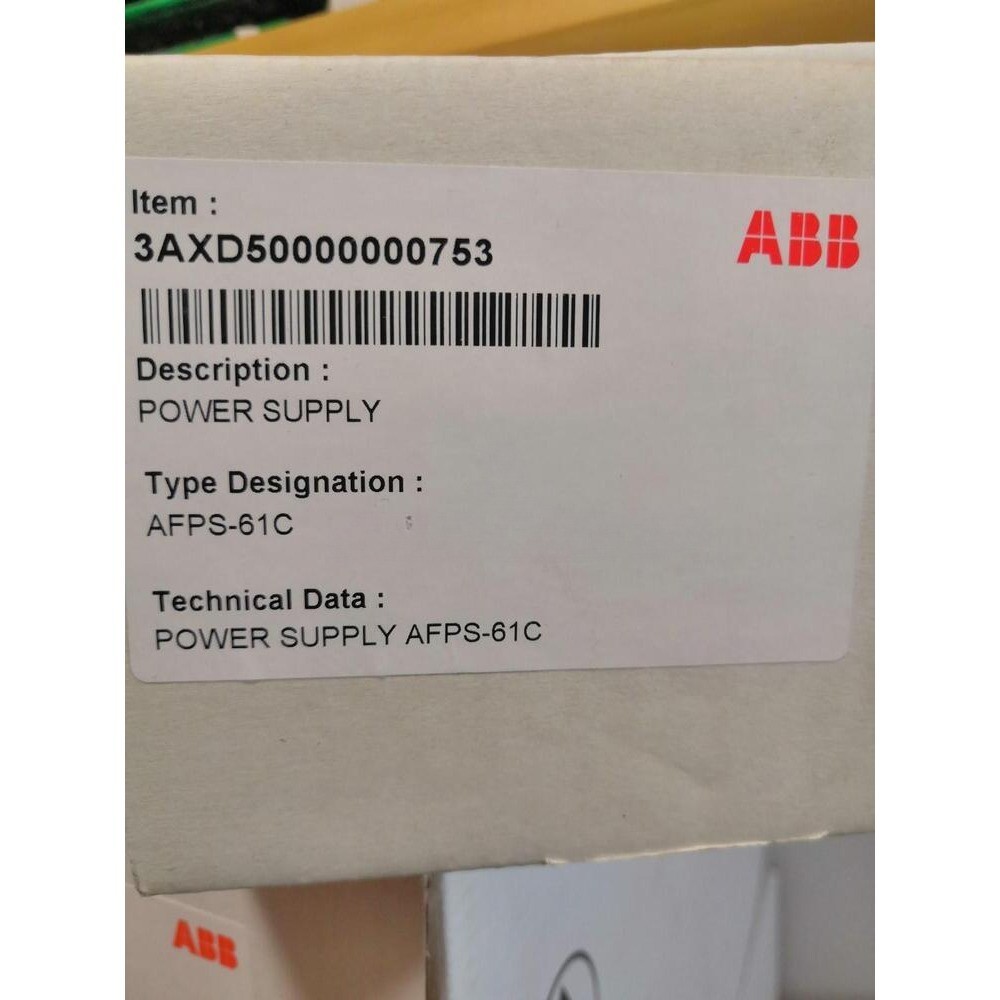 Item :
3AXD50000000753
ABB
Description :
POWER SUPPLY
Type Designation :
AFPS-61C
Technical Data :
POWER SUPPLY AFPS-61C
ABB